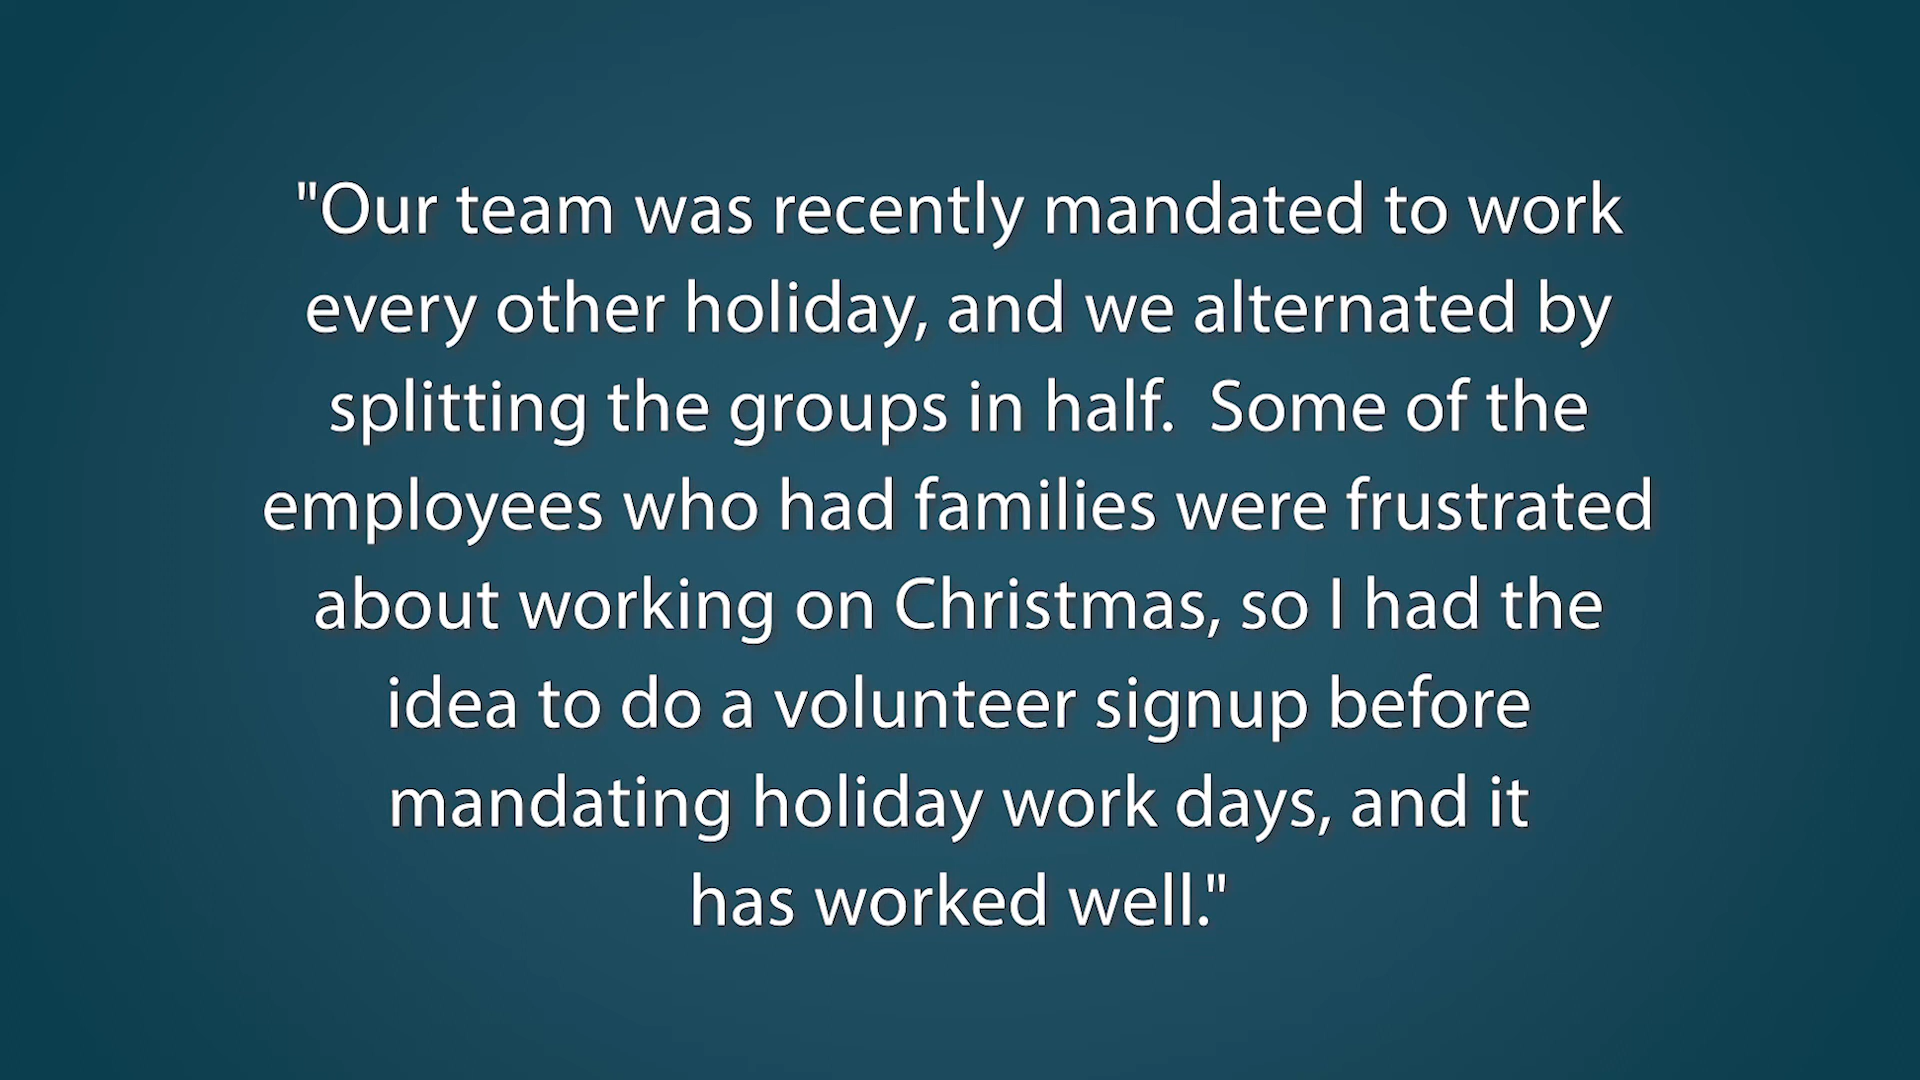 "Our team was recently mandated to work
every other holiday, and we alternated by
splitting the groups in half.  Some of the
employees who had families were frustrated
about working on Christmas, so I had the
idea to do a volunteer signup before
mandating holiday work days, and it
has worked well."